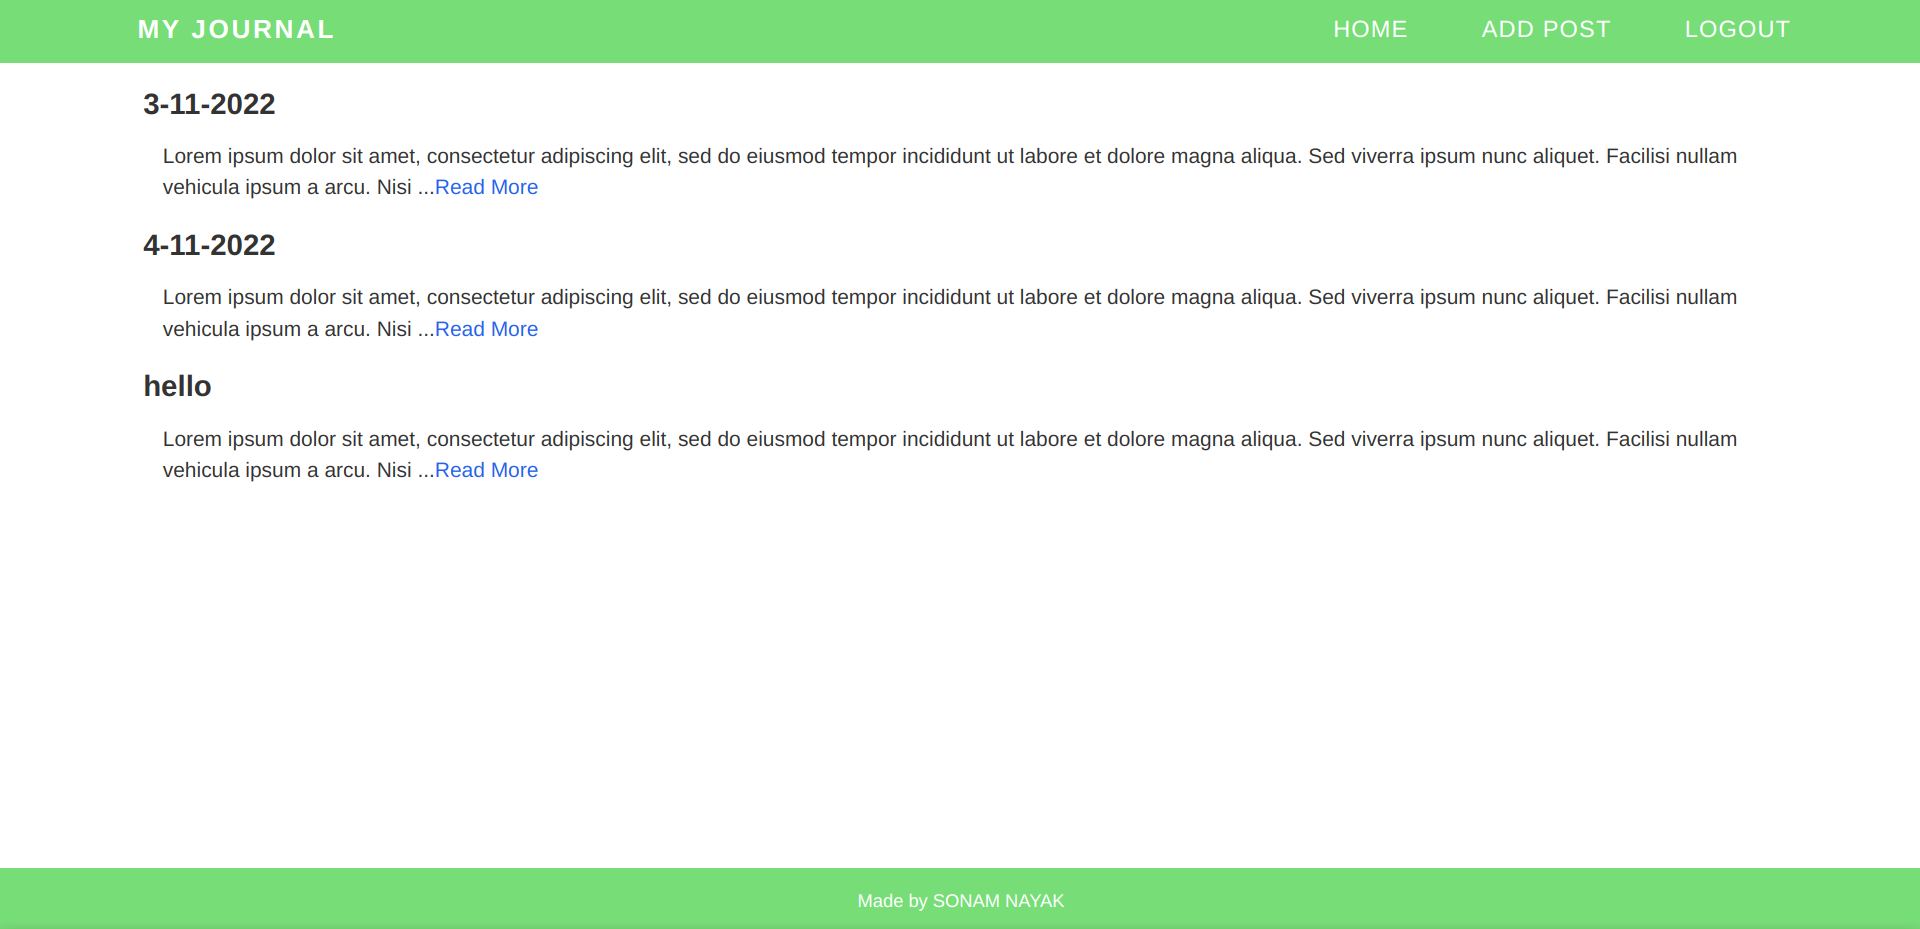 MY JOURNAL
HOME ADD POST LOGOUT
3-11-2022
Lorem ipsum dolor sit amet, consectetur adipiscing elit, sed do eiusmod tempor incididunt ut labore et dolore magna aliqua. Sed viverra ipsum nunc aliquet. Facilisi nullam
vehicula ipsum a arcu. Nisi ...Read More
4-11-2022
Lorem ipsum dolor sit amet, consectetur adipiscing elit, sed do eiusmod tempor incididunt ut labore et dolore magna aliqua. Sed viverra ipsum nunc aliquet. Facilisi nullam
vehicula ipsum a arcu. Nisi ...Read More
hello
Lorem ipsum dolor sit amet, consectetur adipiscing elit, sed do eiusmod tempor incididunt ut labore et dolore magna aliqua. Sed viverra ipsum nunc aliquet. Facilisi nullam
vehicula ipsum a arcu. Nisi ...Read More
Made by SONAM NAYAK